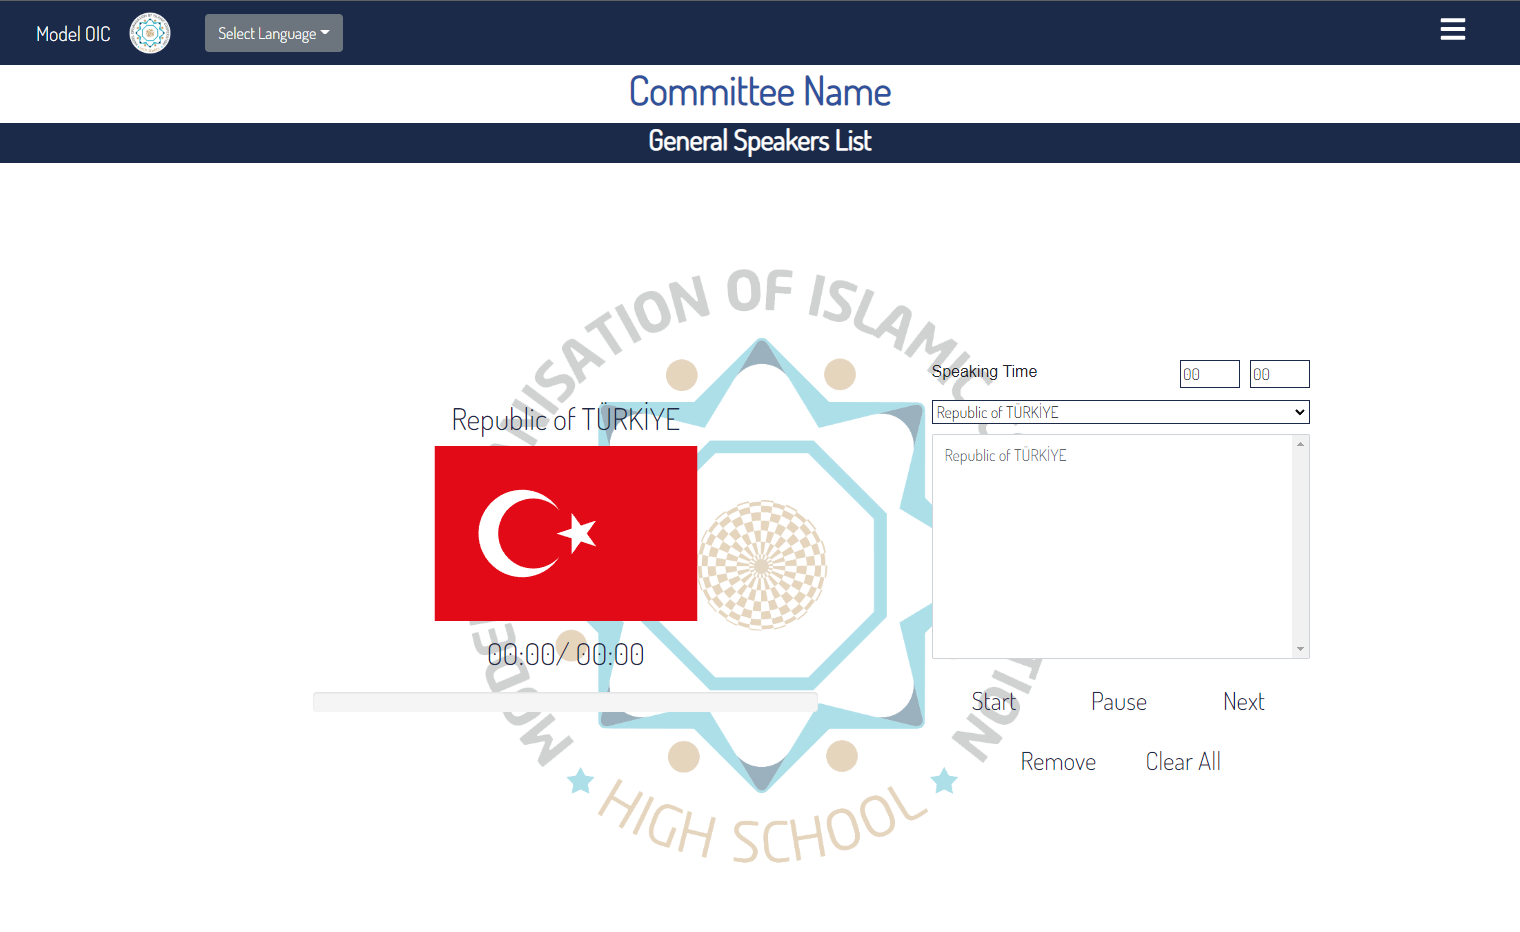 Model OIC
Select Language
Committee Name
General Speakers List
ISATION OF ISLAMIC
Speaking Time
00 00
Republic of TÜRKİYE
Republic of TÜRKİYE
Republic of TÜRKİYE
00:00/ 00:00
Start Pause Next
Remove Clear All
MODE
TION
HIGH SCHOOL